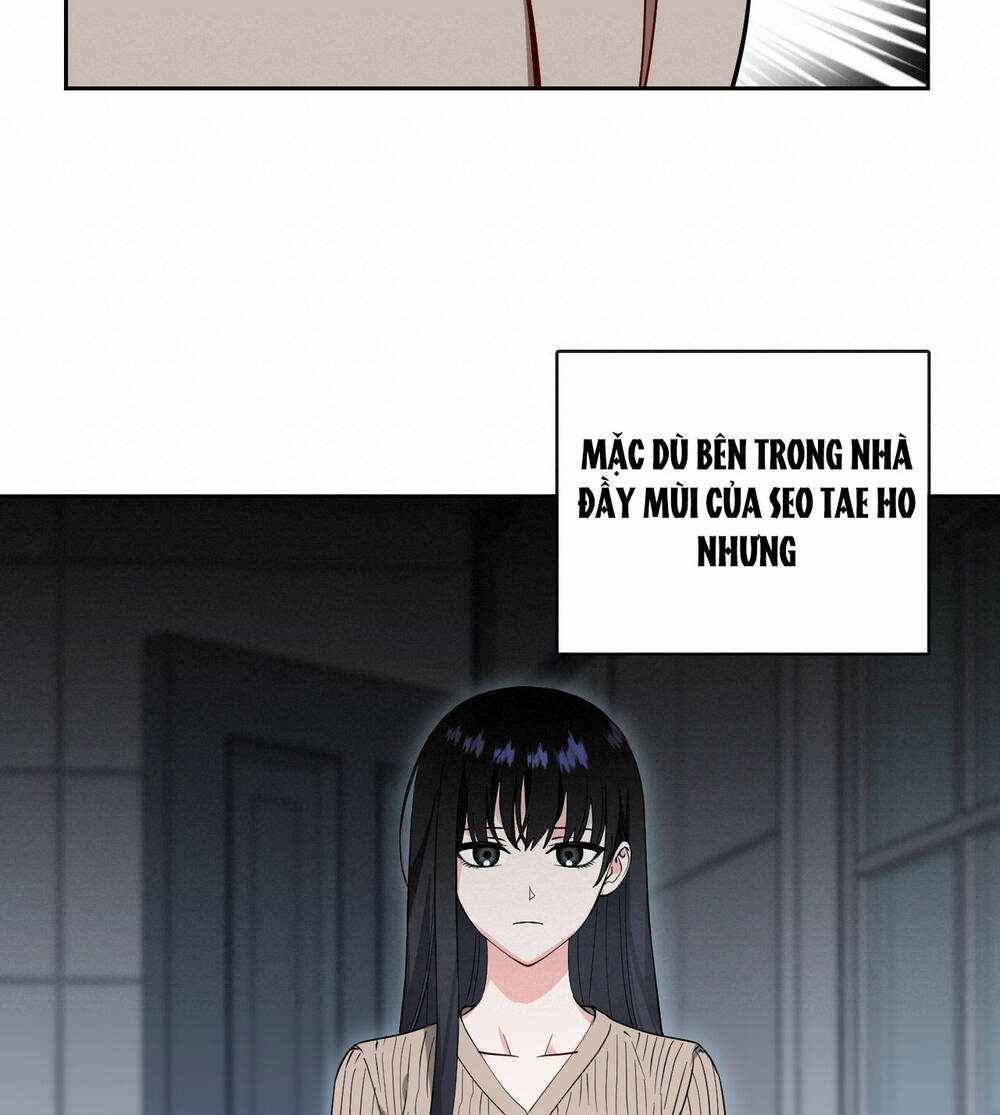 MẶC DÙ BÊN TRONG NHÀ
ĐẦY MÙI CỦA SEO TAE HO
NHƯNG